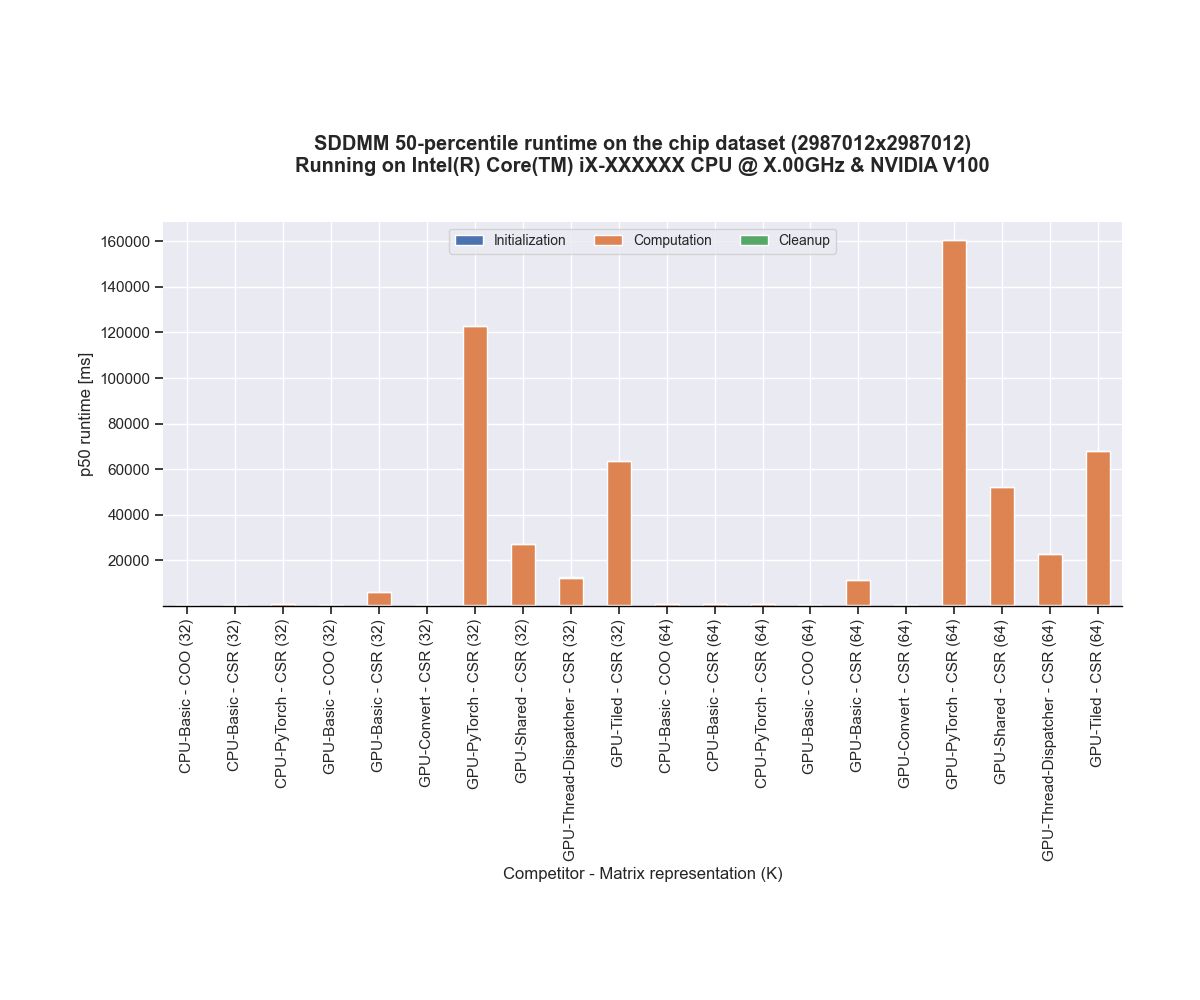 SDDMM 50-percentile runtime on the chip dataset (2987012x2987012)
Running on Intel(R) Core(TM) iX-XXXXXX CPU @ X.00GHz & NVIDIA V100
Initialization
Computation
Cleanup
p50 runtime [ms]
160000
140000
120000
100000
80000
60000
40000
20000
CPU-Basic - COO (32)
CPU-Basic - CSR (32)
CPU-PyTorch - CSR (32)
GPU-Basic - COO (32)
GPU-Basic - CSR (32)
GPU-Convert - CSR (32)
GPU-PyTorch - CSR (32)
GPU-Shared - CSR (32)
GPU-Thread-Dispatcher - CSR (32)
GPU-Tiled - CSR (32)
CPU-Basic - COO (64)
CPU-Basic - CSR (64)
CPU-PyTorch - CSR (64)
GPU-Basic - COO (64)
GPU-Basic - CSR (64)
GPU-Convert - CSR (64)
GPU-PyTorch - CSR (64)
GPU-Shared - CSR (64)
GPU-Thread-Dispatcher - CSR (64)
GPU-Tiled - CSR (64)
Competitor - Matrix representation (K)